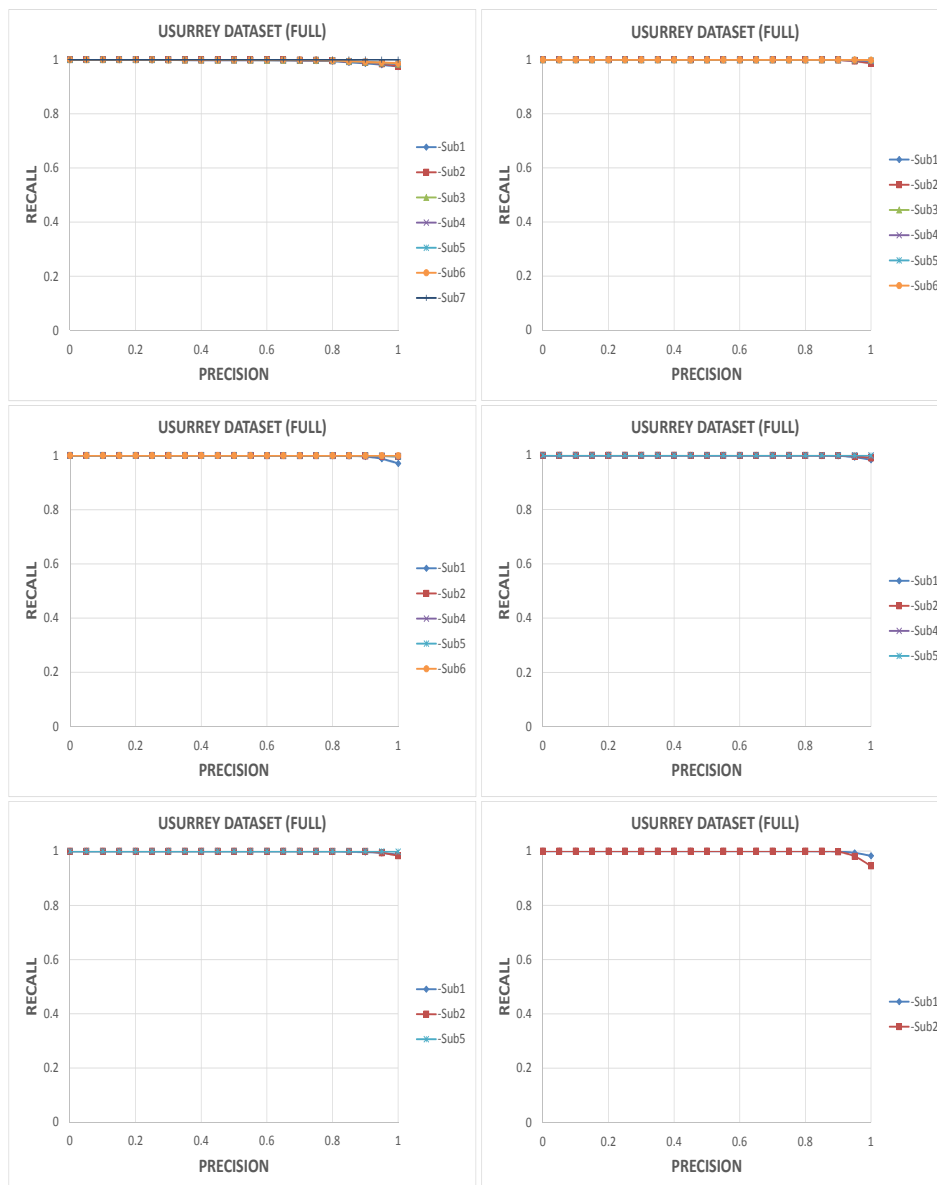 USURREY DATASET (FULL)
1
0.8
0.6
0.4
0.2
0
0 0.2 0.4 0.6 0.8 1
RECALL
PRECISION
-Sub1
-Sub2
-Sub3
-Sub4
-Sub5
-Sub6
-Sub7
USURREY DATASET (FULL)
1
0.8
0.6
0.4
0.2
0
0 0.2 0.4 0.6 0.8 1
RECALL
PRECISION
-Sub1
-Sub2
-Sub3
-Sub4
-Sub5
-Sub6
USURREY DATASET (FULL)
1
0.8
0.6
0.4
0.2
0
0 0.2 0.4 0.6 0.8 1
RECALL
PRECISION
-Sub1
-Sub2
-Sub4
-Sub5
-Sub6
USURREY DATASET (FULL)
1
0.8
0.6
0.4
0.2
0
0 0.2 0.4 0.6 0.8 1
RECALL
PRECISION
-Sub1
-Sub2
-Sub4
-Sub5
USURREY DATASET (FULL)
1
0.8
0.6
0.4
0.2
0
0 0.2 0.4 0.6 0.8 1
RECALL
PRECISION
-Sub1
-Sub2
-Sub5
USURREY DATASET (FULL)
1
0.8
0.6
0.4
0.2
0
0 0.2 0.4 0.6 0.8 1
RECALL
PRECISION
-Sub1
-Sub2